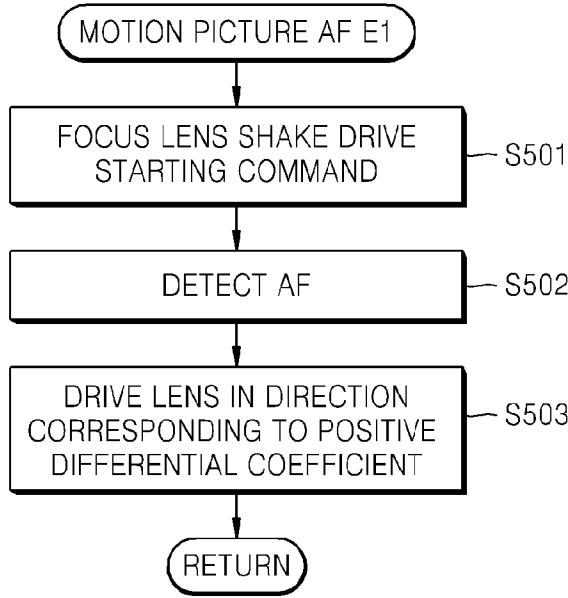 MOTION PICTURE AF E1
FOCUS LENS SHAKE DRIVE
STARTING COMMAND
S501
DETECT AF
S502
DRIVE LENS IN DIRECTION
CORRESPONDING TO POSITIVE
DIFFERENTIAL COEFFICIENT
S503
RETURN